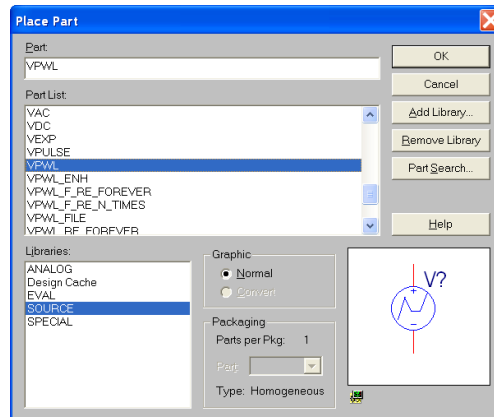 Place Part
Part:
VPWL
OK
Cancel
Add Library...
Remove Library
Part Search...
Help
Part List:
VAC
VDC
VEXP
VPULSE
VPWL
VPWL_ENH
VPWL_F_RE_FOREVER
VPWL_F_RE_N_TIMES
VPWL_FILE
VPWL_RE_FOREVER
Libraries:
ANALOG
Design Cache
EVAL
SOURCE
SPECIAL
Graphic
Normal
Convert
Packaging
Parts per Pkg: 1
Part:
Type: Homogeneous
V?